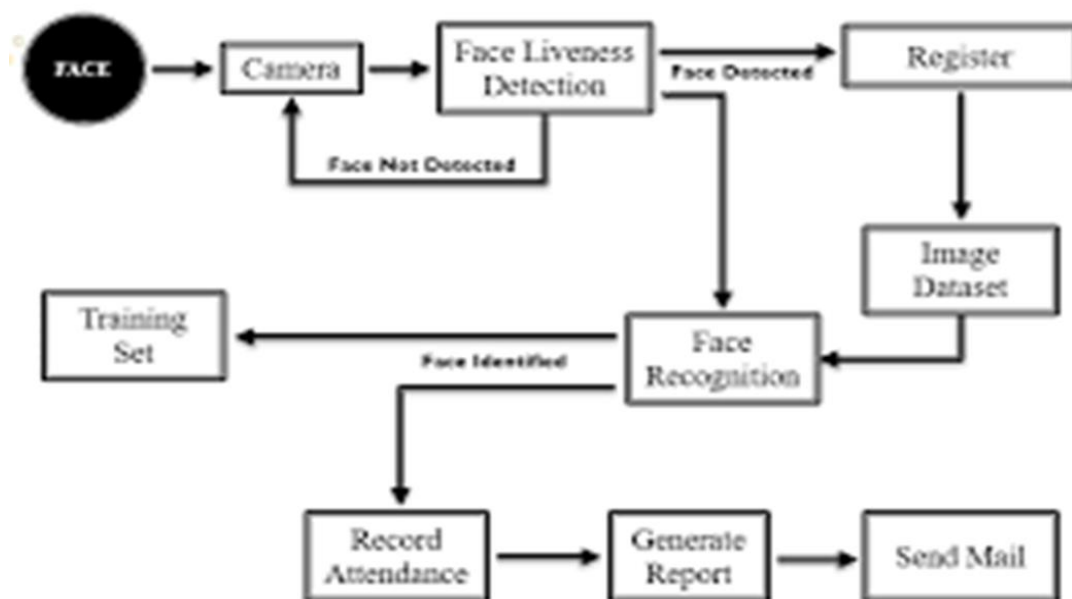 FACE
Camera
Face Liveness
Detection
Face Detected
Register
Face Not Detected
Image
Dataset
Training
Set
Face
Recognition
Face Identified
Record
Attendance
Generate
Report
Send Mail